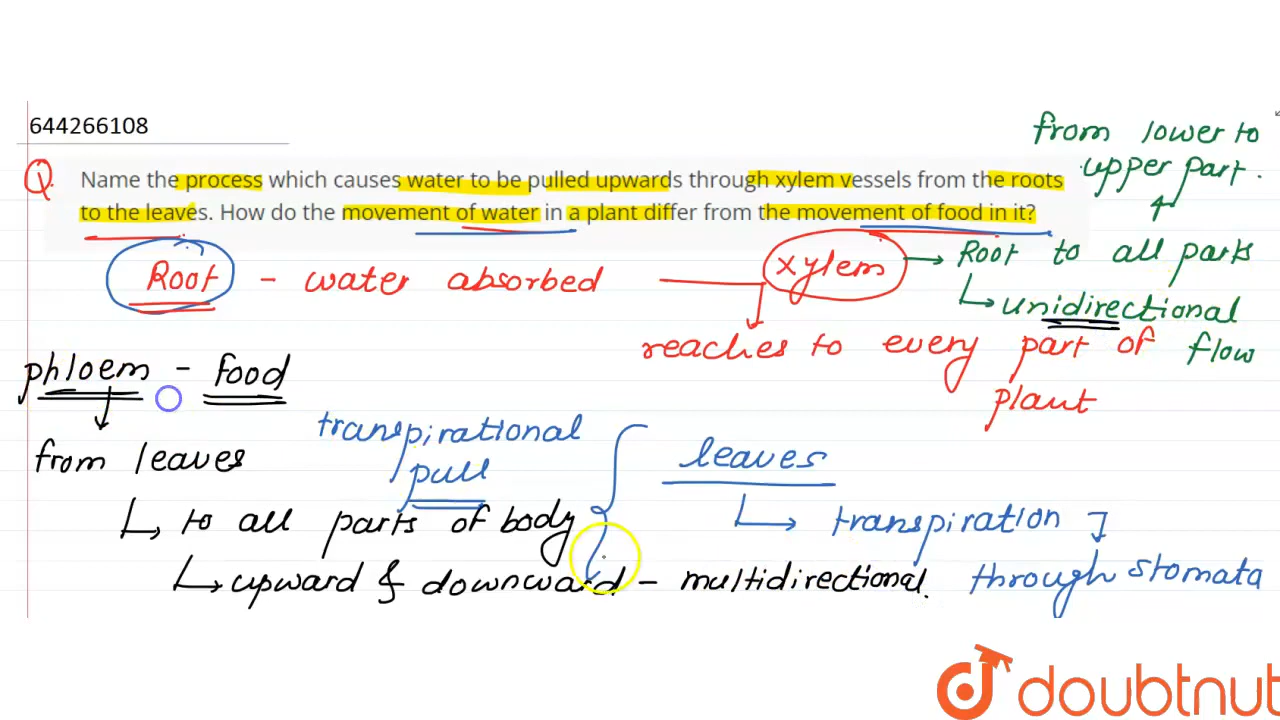 644266108
from lower to
upper part.
Q. Name the process which causes water to be pulled upwards through xylem vessels from the roots
to the leaves. How do the movement of water in a plant differ from the movement of food in it?
Root - water absorbed
xylem
Root to all parts
unidirectional
flow
reaches to every part of
plant
phloem - food
from leaves
to all parts of body
upward & downward - multidirectional.
transpirational
pull
leaves
transpiration
through stomata
doubtnut